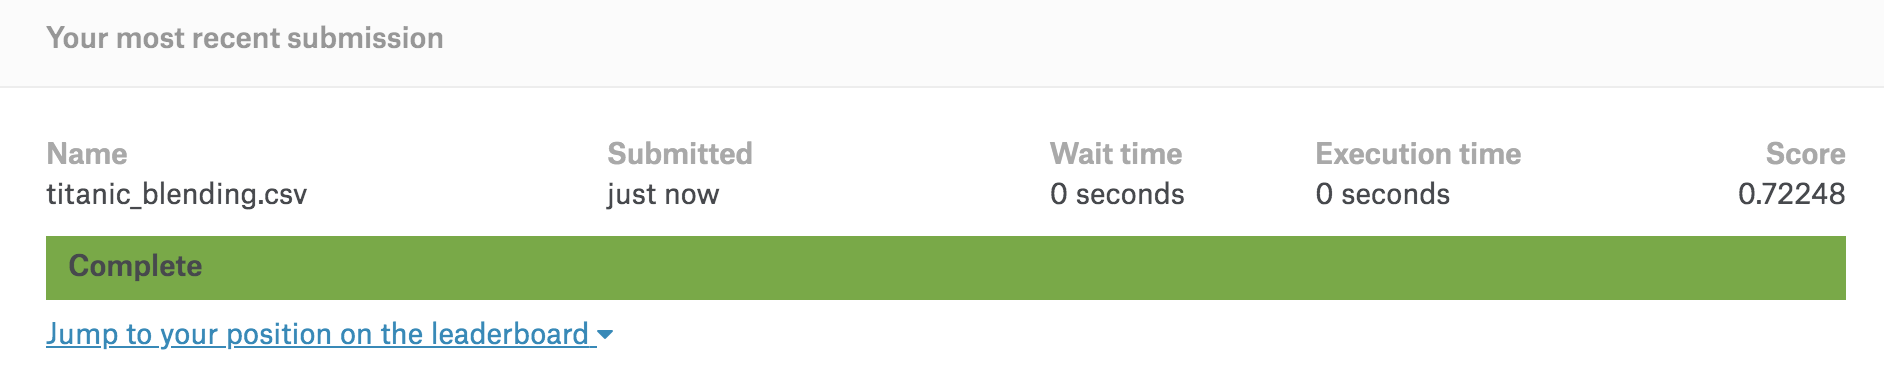 Your most recent submission
Name Submitted Wait time Execution time Score
titanic_blending.csv just now 0 seconds 0 seconds 0.72248
Complete
Jump to your position on the leaderboard